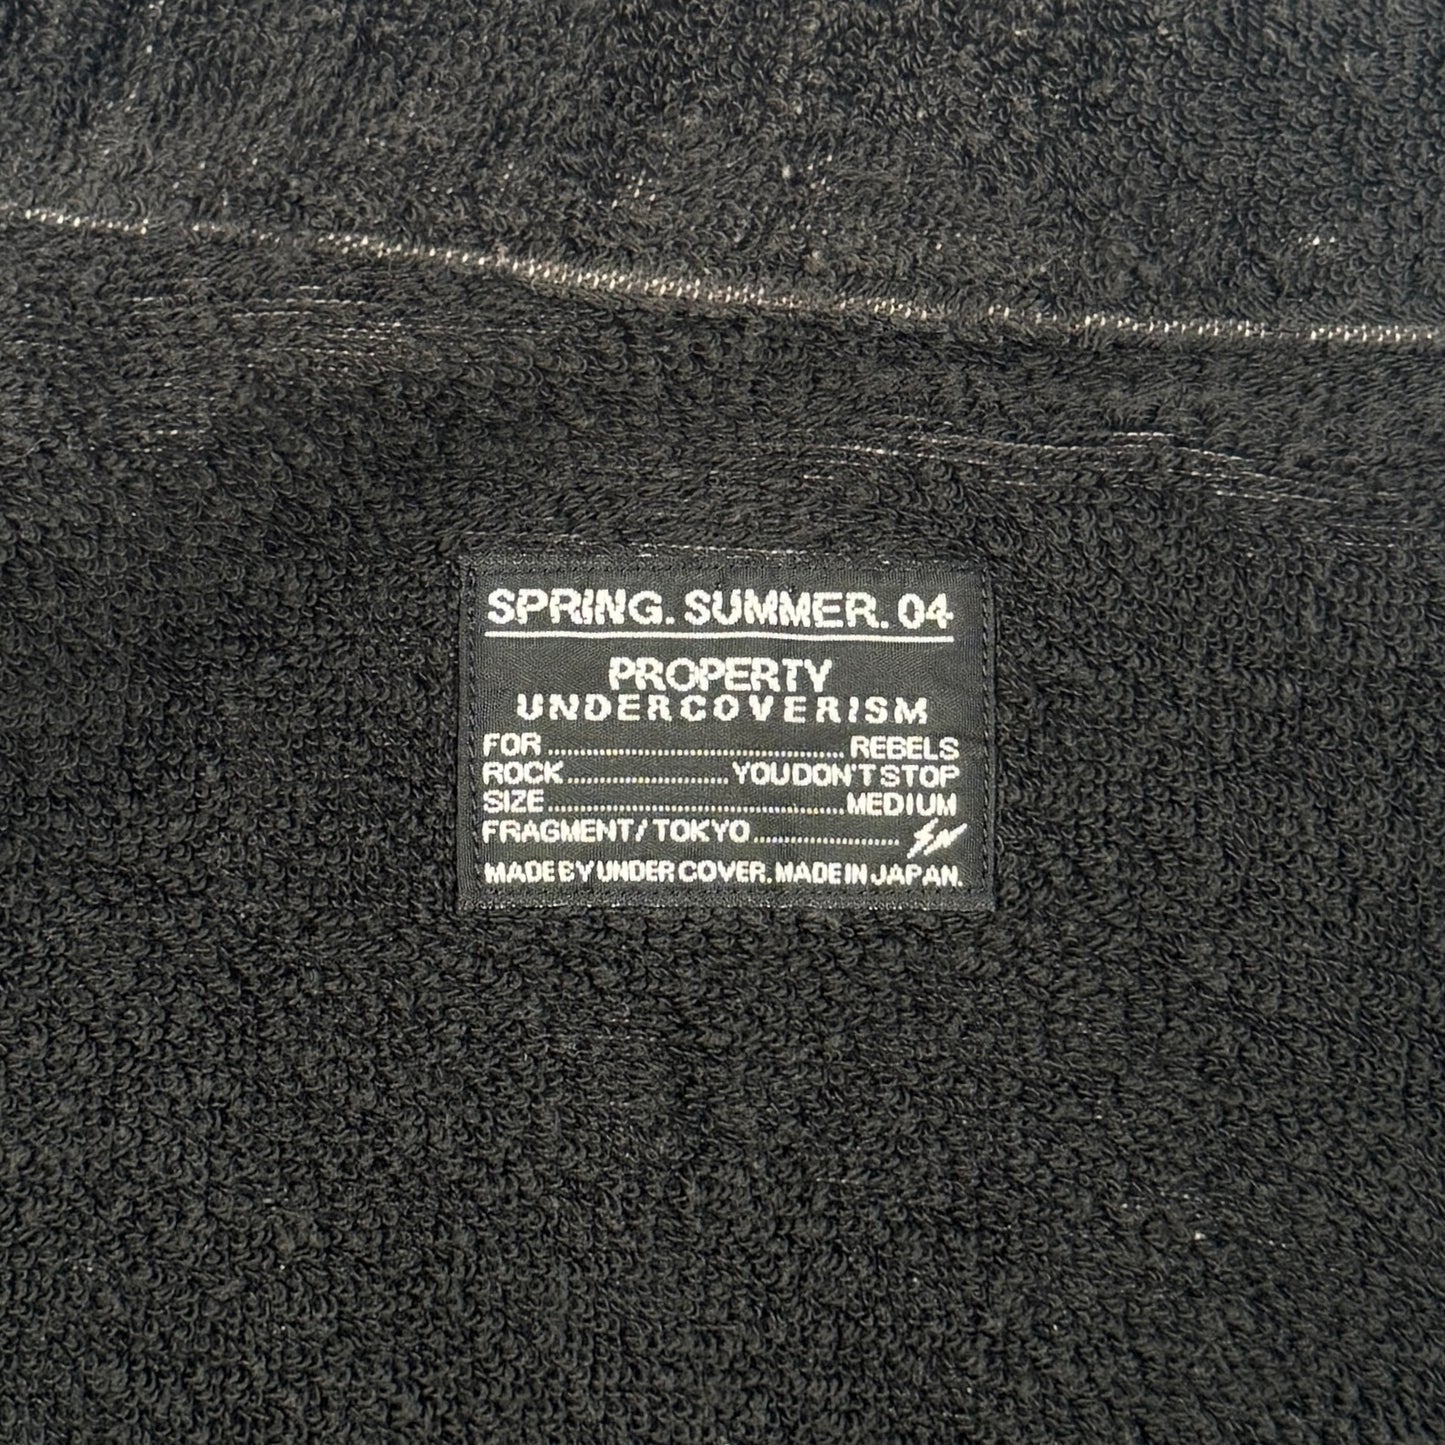 SPRING. SUMMER. 04
PROPERTY
UNDERCOVERISM
FOR........................................REBELS
ROCK......................YOU DON'T STOP
SIZE........................................MEDIUM
FRAGMENT/TOKYO....................
MADE BY UNDER COVER. MADE IN JAPAN.